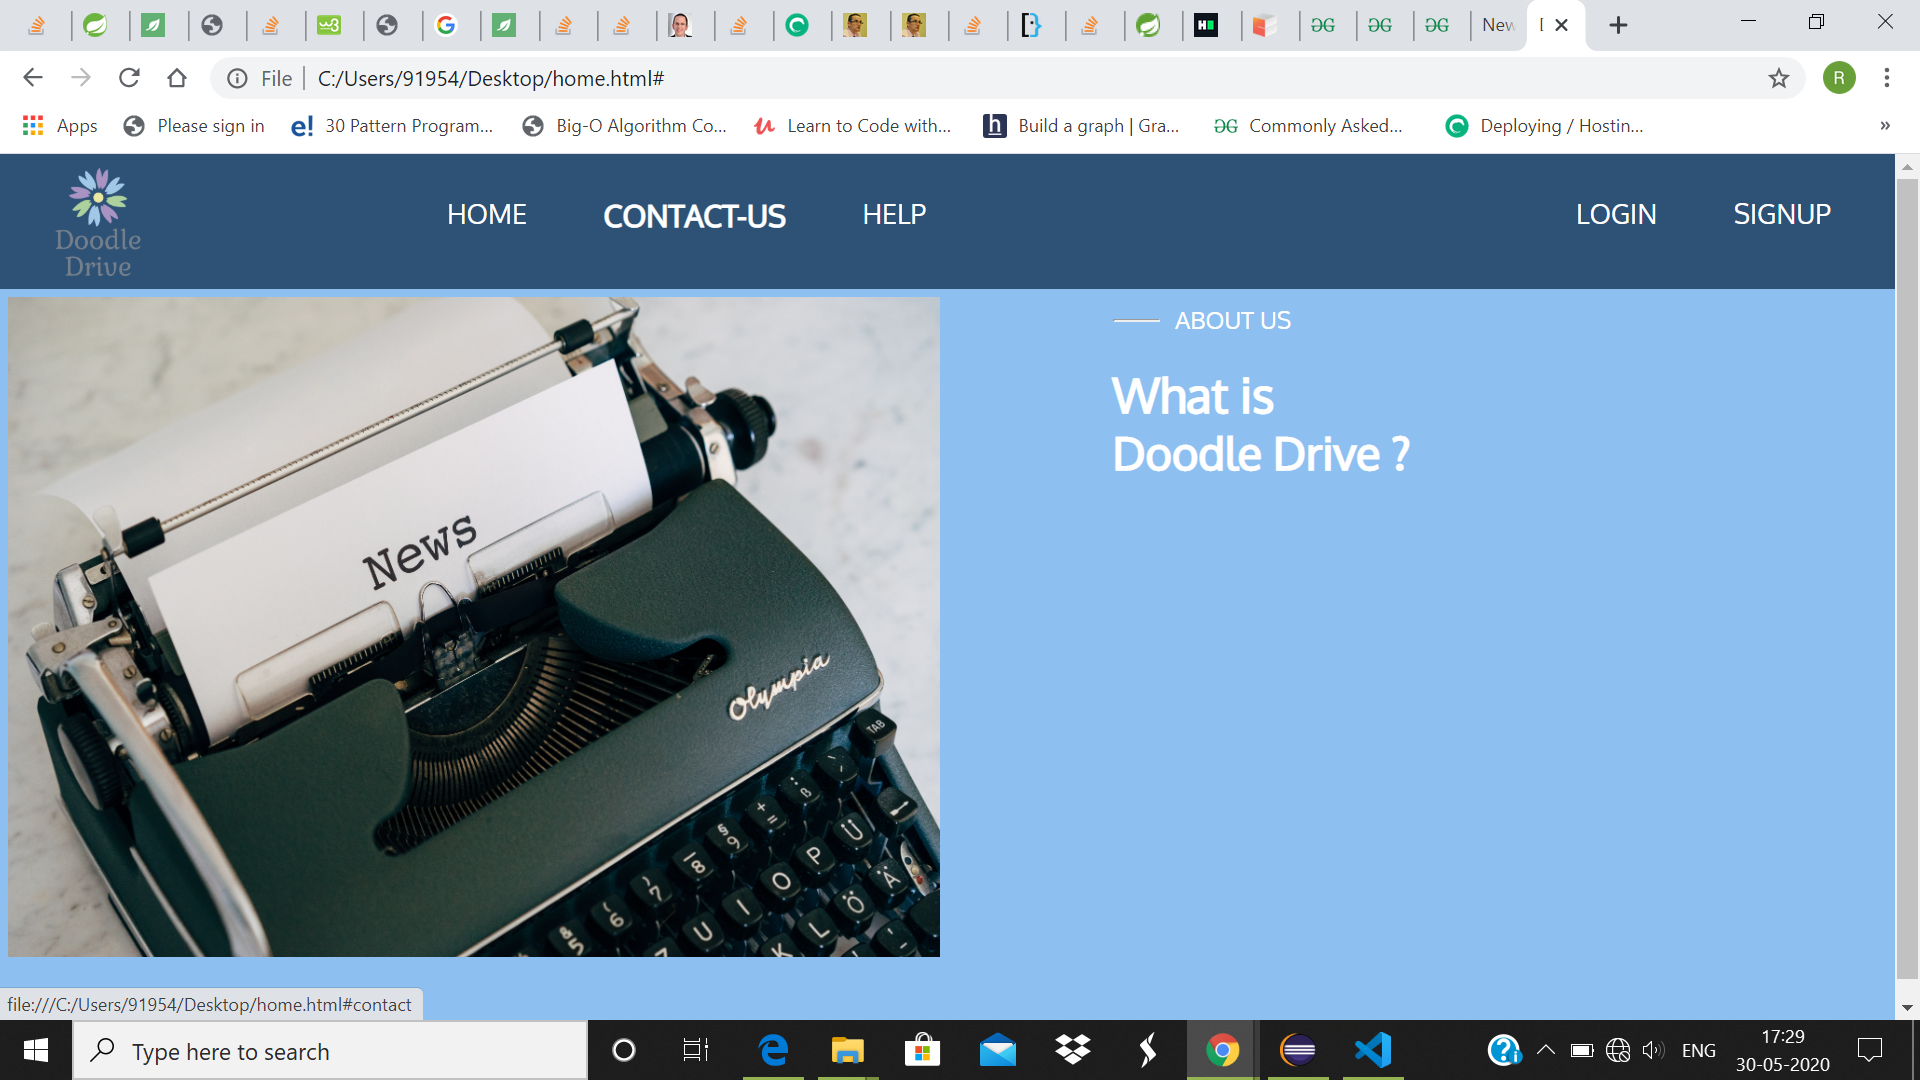 New
File
C:/Users/91954/Desktop/home.html#
R
Apps
Please sign in
e! 30 Pattern Program...
Big-O Algorithm Co...
Learn to Code with...
h Build a graph | Gra...
Commonly Asked...
Deploying / Hostin...
»
Doodle
Drive
HOME
CONTACT-US
HELP
LOGIN
SIGNUP
ABOUT US
What is
Doodle Drive ?
News
Olympia
TAB
P Ü
O Ä
U I
Z K L Ö
file:///C:/Users/91954/Desktop/home.html#contact
Type here to search
ENG
17:29
30-05-2020